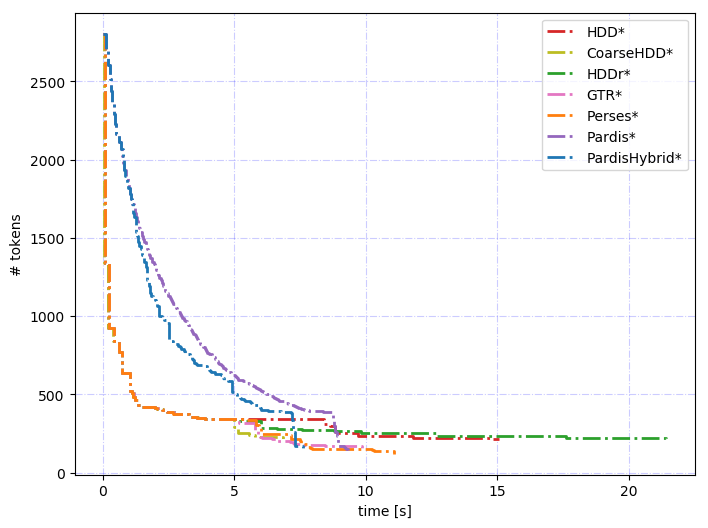 HDD*
CoarseHDD*
HDDr*
GTR*
Perses*
Pardis*
PardisHybrid*
# tokens
2500
2000
1500
1000
500
0
0 5 10 15 20
time [s]